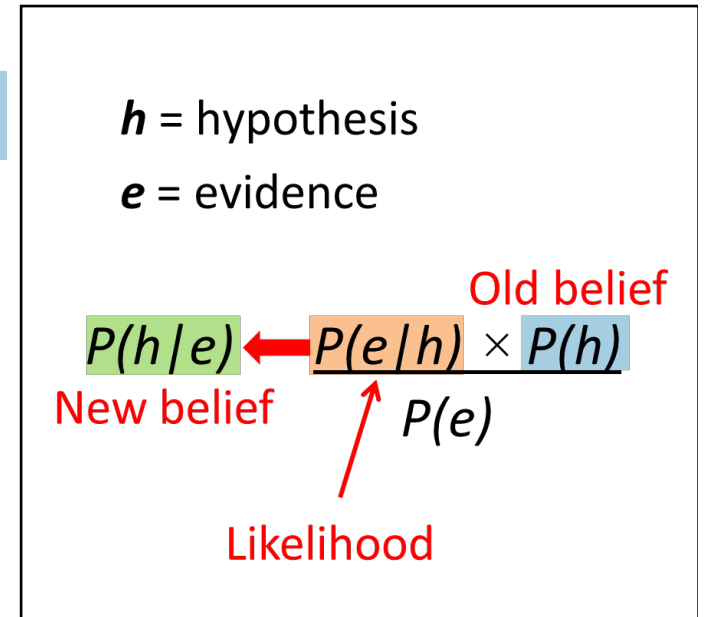 h = hypothesis
e = evidence
Old belief
P(h|e) P(e|h) × P(h)
New belief
P(e)
Likelihood